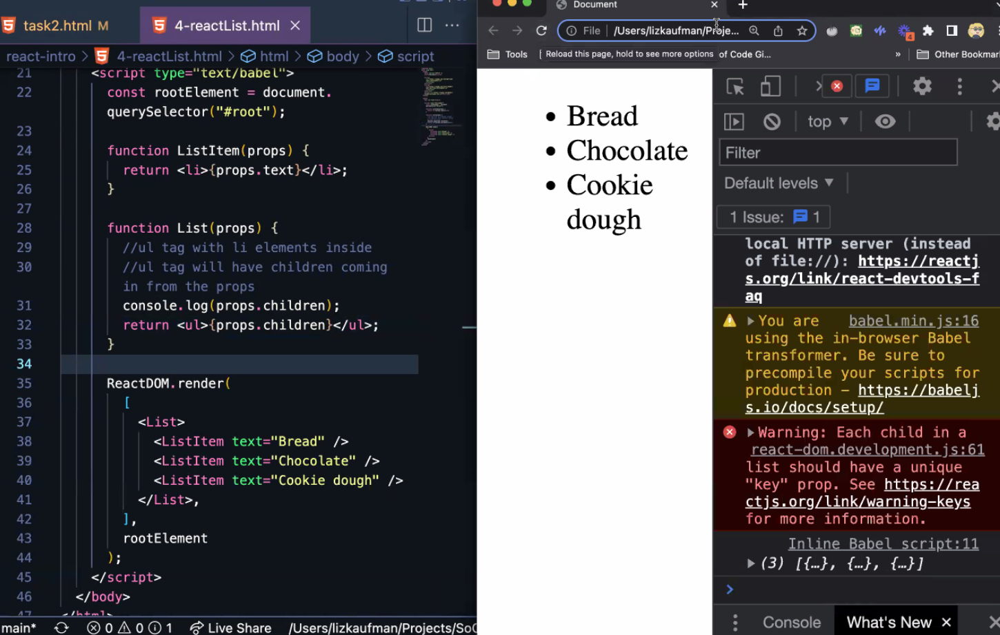 task2.html M
4-reactList.html
react-intro > 4-reactList.html > html > body > script
21 <script type="text/babel">
22 const rootElement = document.
querySelector("#root");
23
24 function ListItem(props) {
25 return <li>{props.text}</li>;
26 }
27
28 function List(props) {
29 //ul tag with li elements inside
30 //ul tag will have children coming
in from the props
31 console.log(props.children);
32 return <ul>{props.children}</ul>;
33 }
34
35 ReactDOM.render(
36 [
37 <List>
38 <ListItem text="Bread" />
39 <ListItem text="Chocolate" />
40 <ListItem text="Cookie dough" />
41 </List>,
42 ],
43 rootElement
44 );
45 </script>
46 </body>
47 </html>
main* 0 0 1 Live Share /Users/lizkaufman/Projects/SoC
Document
File /Users/lizkaufman/Proje...
4
Tools Reload this page, hold to see more options of Code Gi... » Other Bookmar
• Bread
• Chocolate
• Cookie
dough
top
Filter
Default levels
1 Issue: 1
local HTTP server (instead
of file://): https://reactj
s.org/link/react-devtools-f
aq
You are babel.min.js:16
using the in-browser Babel
transformer. Be sure to
precompile your scripts for
production - https://babelj
s.io/docs/setup/
Warning: Each child in a
react-dom.development.js:61
list should have a unique
"key" prop. See https://rea
ctjs.org/link/warning-keys
for more information.
Inline Babel script:11
(3) [{…}, {…}, {…}]
Console What's New